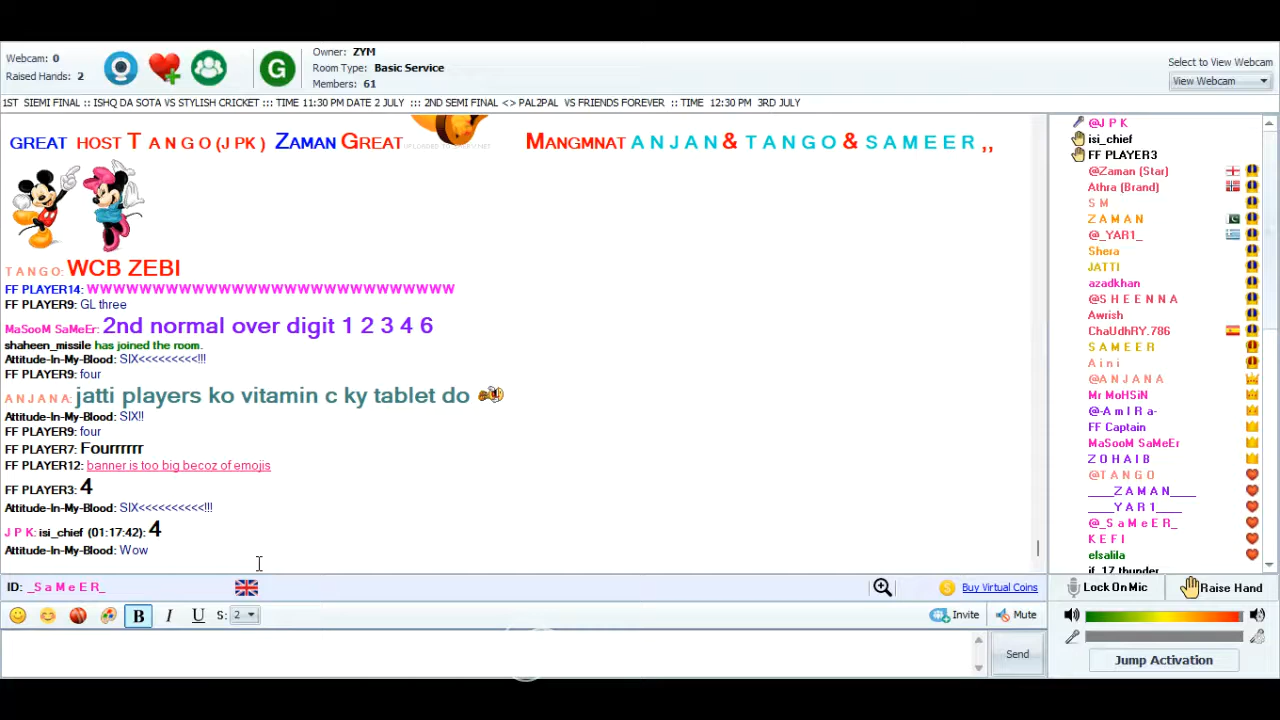 Webcam: 0
Raised Hands: 2
G
Owner: ZYM
Room Type: Basic Service
Members: 61
Select to View Webcam
View Webcam
1ST SIEMI FINAL :: ISHQ DA SOTA VS STYLISH CRICKET ::: TIME 11:30 PM DATE 2 JULY ::: 2ND SEMI FINAL <> PAL2PAL VS FRIENDS FOREVER :: TIME 12:30 PM 3RD JULY
GREAT HOST T A N G O (J P K ) ZAMAN GREAT MANGMNAT A N J A N & T A N G O & S A M E E R ,,
UPLOADED TO
T A N G O: WCB ZEBI
FF PLAYER14: WWWWWWWWWWWWWWWWWWWWWWWWWWWW
FF PLAYER9: GL three
MaSooM SaMeEr: 2nd normal over digit 1 2 3 4 6
shaheen_missile has joined the room.
Attitude-In-My-Blood: SIX<<<<<<<<<!!!
FF PLAYER9: four
A N J A N A: jatti players ko vitamin c ky tablet do
Attitude-In-My-Blood: SIX!!
FF PLAYER9: four
FF PLAYER7: Fourrrrrr
FF PLAYER12: banner is too big becoz of emojis
FF PLAYER3: 4
Attitude-In-My-Blood: SIX<<<<<<<<<<!!!
J P K: isi_chief (01:17:42): 4
Attitude-In-My-Blood: Wow
@J P K
isi_chief
FF PLAYER3
@Zaman (Star)
Athra (Brand)
S M
Z A M A N
@_YAR1_
Shera
JATTI
azadkhan
@S H E E N N A
Awrish
ChaUdhRY.786
S A M E E R
A i n i
@A N J A N A
Mr MoHSiN
@-A m I R a-
FF Captain
MaSooM SaMeEr
Z O H A I B
@T A N G O
____Z A M A N____
____Y A R 1____
@_S a M e E R_
K E F I
elsalila
jf_17 thunder
ID: _S a M e E R_
Buy Virtual Coins
Lock On Mic
Raise Hand
B I U S: 2
Invite
Mute
Send
Jump Activation